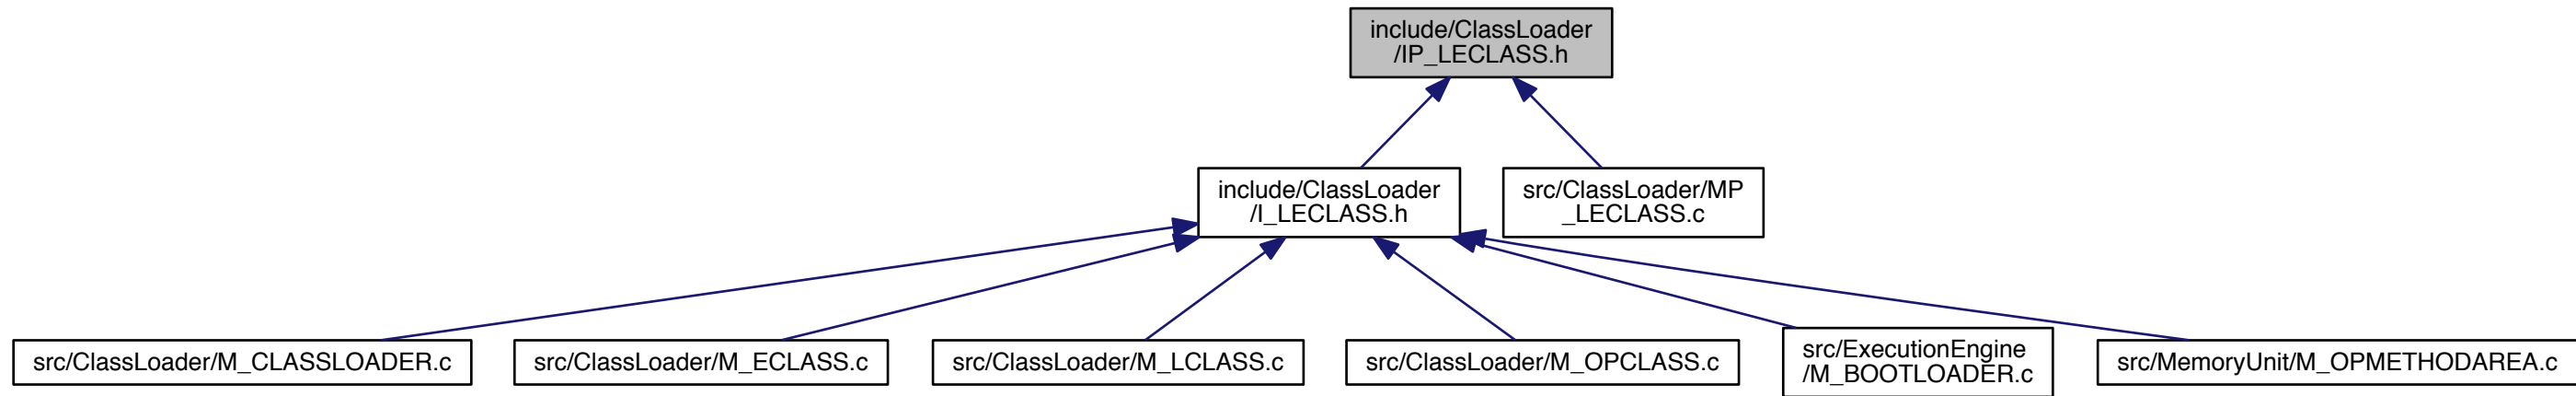 include/ClassLoader
/IP_LECLASS.h
include/ClassLoader
/I_LECLASS.h
src/ClassLoader/MP
_LECLASS.c
src/ClassLoader/M_CLASSLOADER.c
src/ClassLoader/M_ECLASS.c
src/ClassLoader/M_LCLASS.c
src/ClassLoader/M_OPCLASS.c
src/ExecutionEngine
/M_BOOTLOADER.c
src/MemoryUnit/M_OPMETHODAREA.c